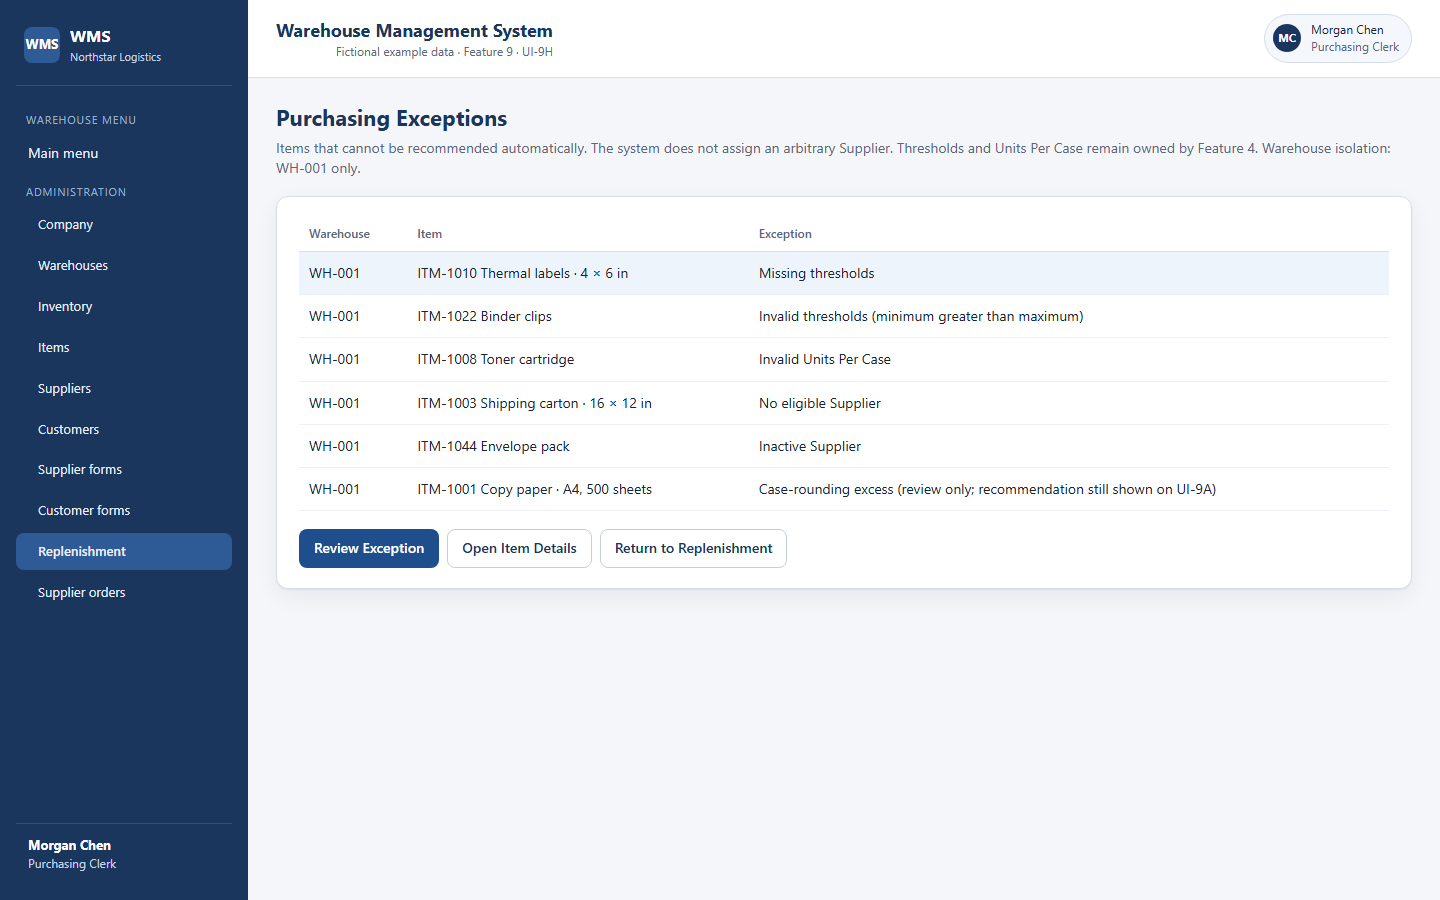 WMS
WMS
Northstar Logistics
WAREHOUSE MENU
Main menu
ADMINISTRATION
Company
Warehouses
Inventory
Items
Suppliers
Customers
Supplier forms
Customer forms
Replenishment
Supplier orders
Morgan Chen
Purchasing Clerk
Warehouse Management System
Fictional example data · Feature 9 · UI-9H
MC
Morgan Chen
Purchasing Clerk
Purchasing Exceptions
Items that cannot be recommended automatically. The system does not assign an arbitrary Supplier. Thresholds and Units Per Case remain owned by Feature 4. Warehouse isolation:
WH-001 only.
Warehouse Item Exception
WH-001 ITM-1010 Thermal labels · 4 × 6 in Missing thresholds
WH-001 ITM-1022 Binder clips Invalid thresholds (minimum greater than maximum)
WH-001 ITM-1008 Toner cartridge Invalid Units Per Case
WH-001 ITM-1003 Shipping carton · 16 × 12 in No eligible Supplier
WH-001 ITM-1044 Envelope pack Inactive Supplier
WH-001 ITM-1001 Copy paper · A4, 500 sheets Case-rounding excess (review only; recommendation still shown on UI-9A)
Review Exception Open Item Details Return to Replenishment